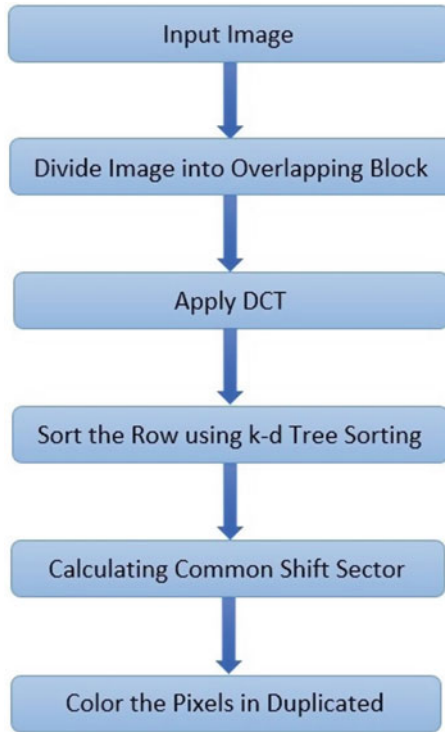 Input Image
Divide Image into Overlapping Block
Apply DCT
Sort the Row using k-d Tree Sorting
Calculating Common Shift Sector
Color the Pixels in Duplicated